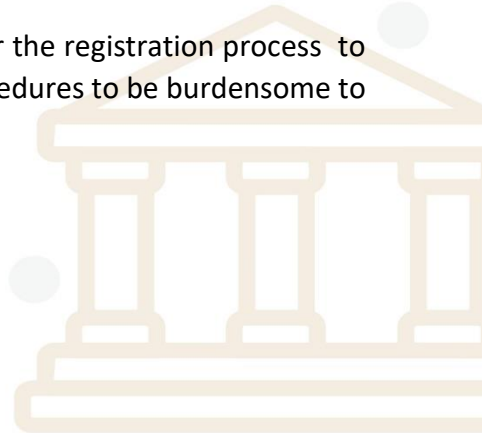 r the registration process to
edures to be burdensome to